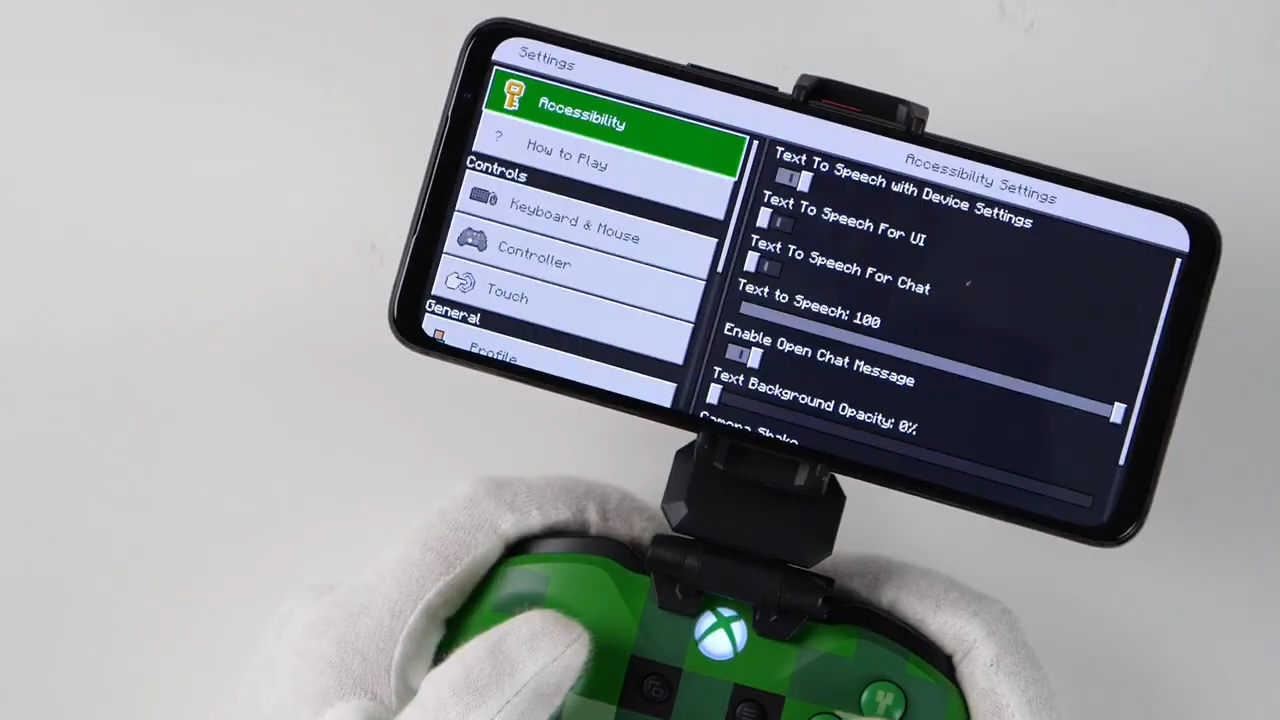 Settings
Accessibility
? How to Play
Controls
Keyboard & Mouse
Controller
Touch
General
Profile
Accessibility Settings
Text To Speech with Device Settings
Text To Speech For UI
Text To Speech For Chat
Text to Speech: 100
Enable Open Chat Message
Text Background Opacity: 0%
Camera Shake
Y